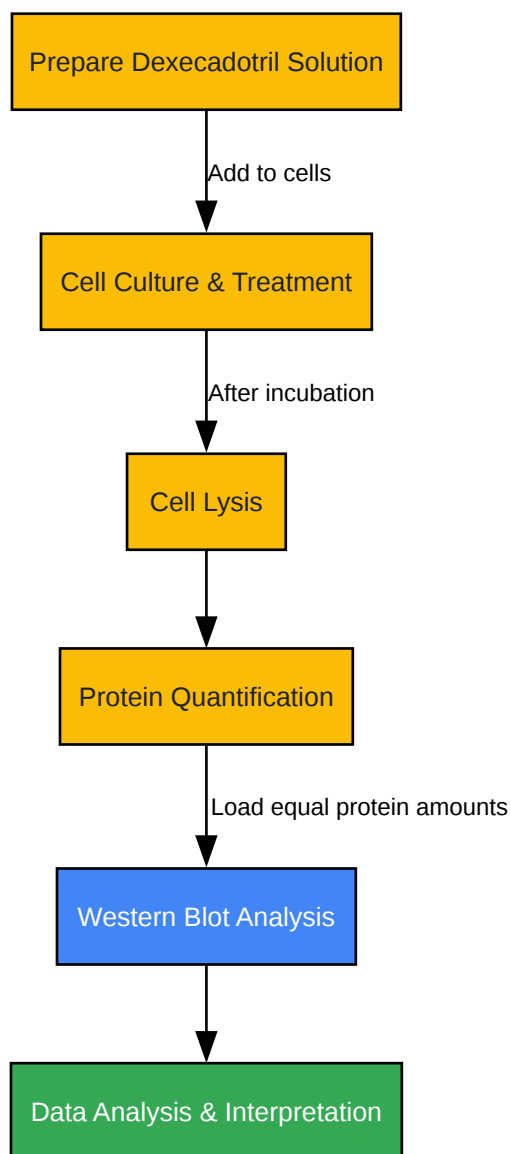 Prepare Dexecadotril Solution
Add to cells
Cell Culture & Treatment
After incubation
Cell Lysis
Protein Quantification
Load equal protein amounts
Western Blot Analysis
Data Analysis & Interpretation